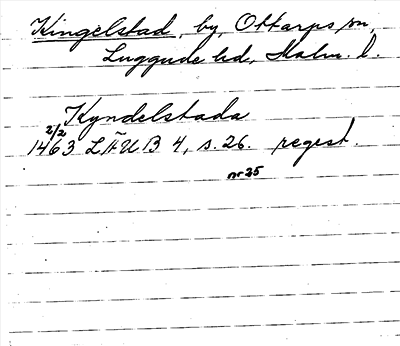 Kingelstad, by, Ottarps sn,
Luggude hd, Malm. l.
Kyndelstada
2/2
1463 LÄUB 4, s. 26. regest.
nr 25